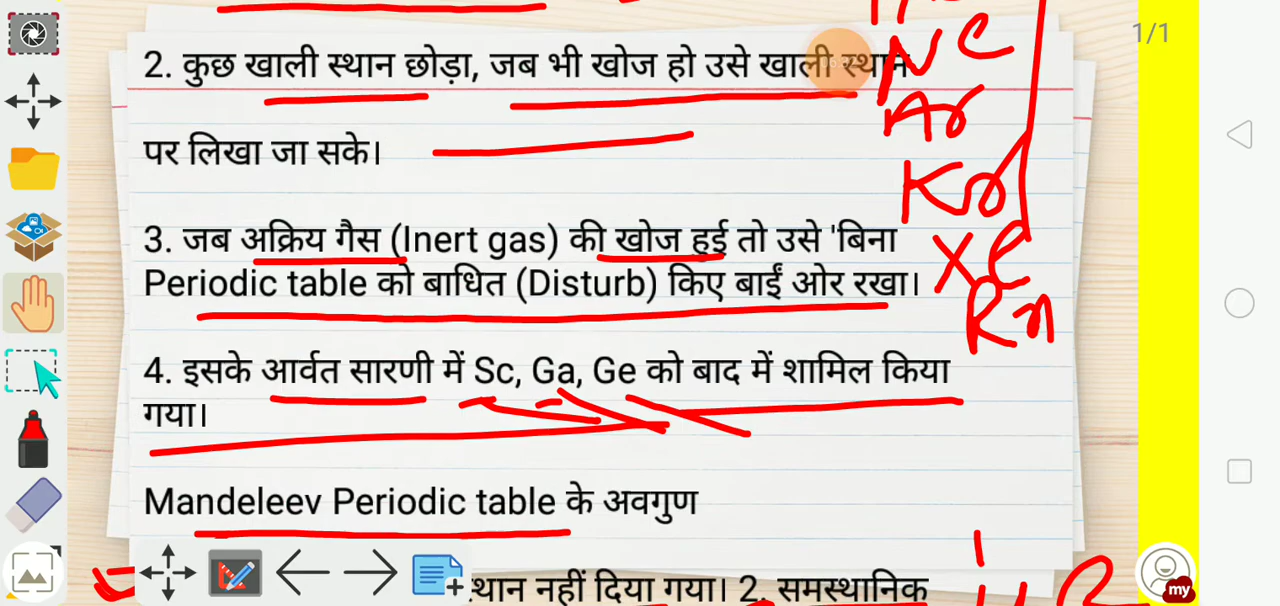 1/1
Ne
2. कुछ खाली स्थान छोड़ा, जब भी खोज हो उसे खाली स्थान
Ar
पर लिखा जा सके।
Kr
3. जब अक्रिय गैस (Inert gas) की खोज हुई तो उसे 'बिना
Xe
Periodic table को बाधित (Disturb) किए बाईं ओर रखा।
Rn
4. इसके आर्वत सारणी में Sc, Ga, Ge को बाद में शामिल किया
गया।
Mandeleev Periodic table के अवगुण
स्थान नहीं दिया गया। 2. समस्थानिक
my